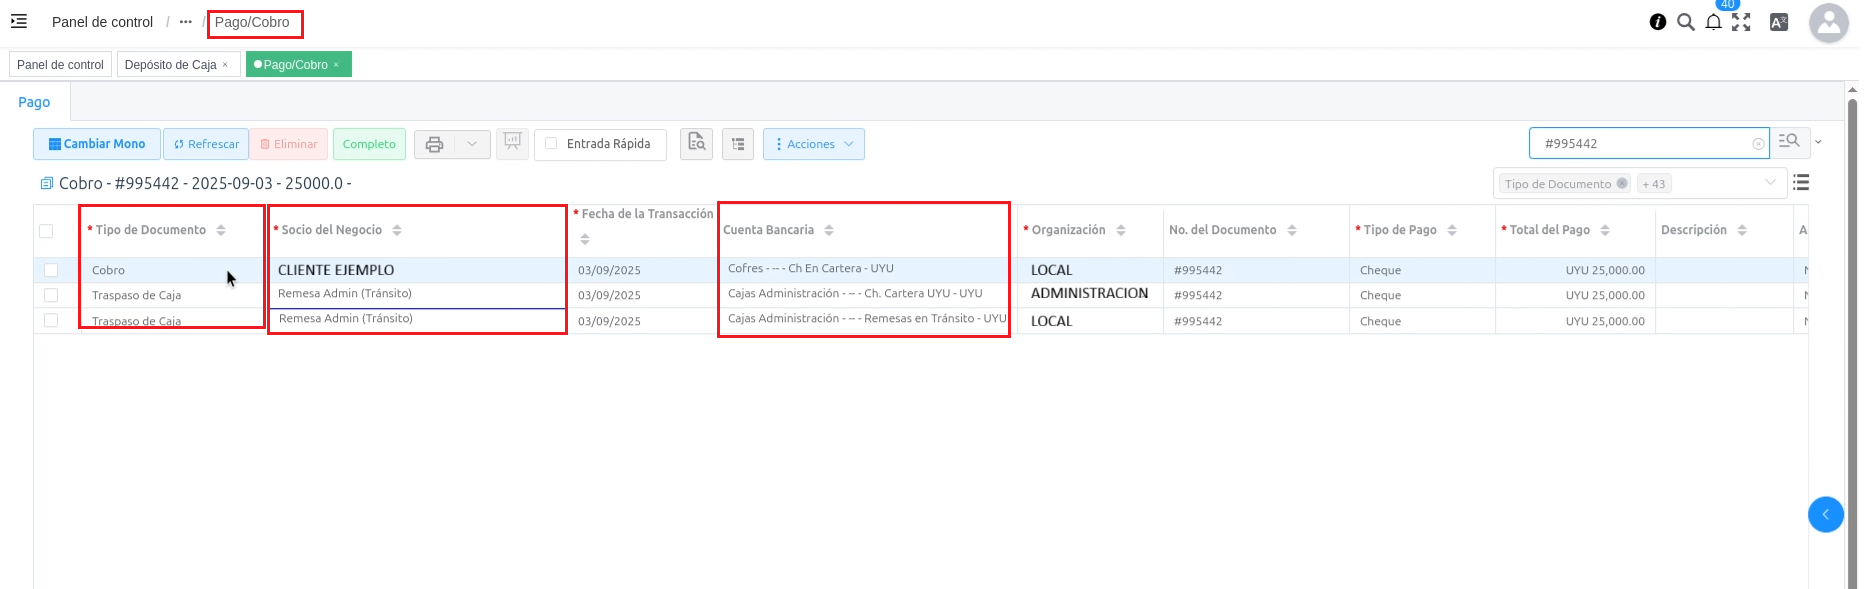 Panel de control / ••• / Pago/Cobro
40
Panel de control
Depósito de Caja ×
Pago/Cobro ×
Pago
Cambiar Mono
Refrescar
Eliminar
Completo
Entrada Rápida
Acciones
#995442
Cobro - #995442 - 2025-09-03 - 25000.0 -
Tipo de Documento
+ 43
* Tipo de Documento * Socio del Negocio * Fecha de la Transacción Cuenta Bancaria * Organización No. del Documento * Tipo de Pago * Total del Pago Descripción
Cobro CLIENTE EJEMPLO 03/09/2025 Cofres - -- - Ch En Cartera - UYU LOCAL #995442 Cheque UYU 25,000.00
Traspaso de Caja Remesa Admin (Tránsito) 03/09/2025 Cajas Administración - -- - Ch. Cartera UYU - UYU ADMINISTRACION #995442 Cheque UYU 25,000.00
Traspaso de Caja Remesa Admin (Tránsito) 03/09/2025 Cajas Administración - -- - Remesas en Tránsito - UYU LOCAL #995442 Cheque UYU 25,000.00